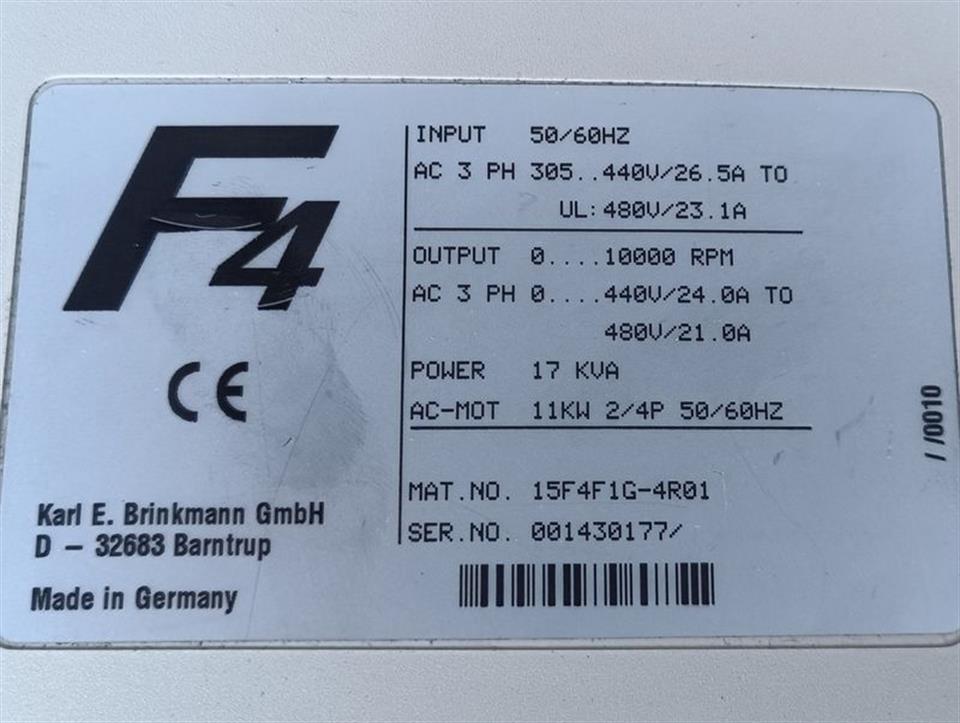 F4
CE
Karl E. Brinkmann GmbH
D – 32683 Barntrup
Made in Germany
INPUT 50/60HZ
AC 3 PH 305..440V/26.5A TO
UL: 480V/23.1A
OUTPUT 0....10000 RPM
AC 3 PH 0....440V/24.0A TO
480V/21.0A
POWER 17 KVA
AC-MOT 11KW 2/4P 50/60HZ
MAT.NO. 15F4F1G-4R01
SER.NO. 001430177/
/ /0010